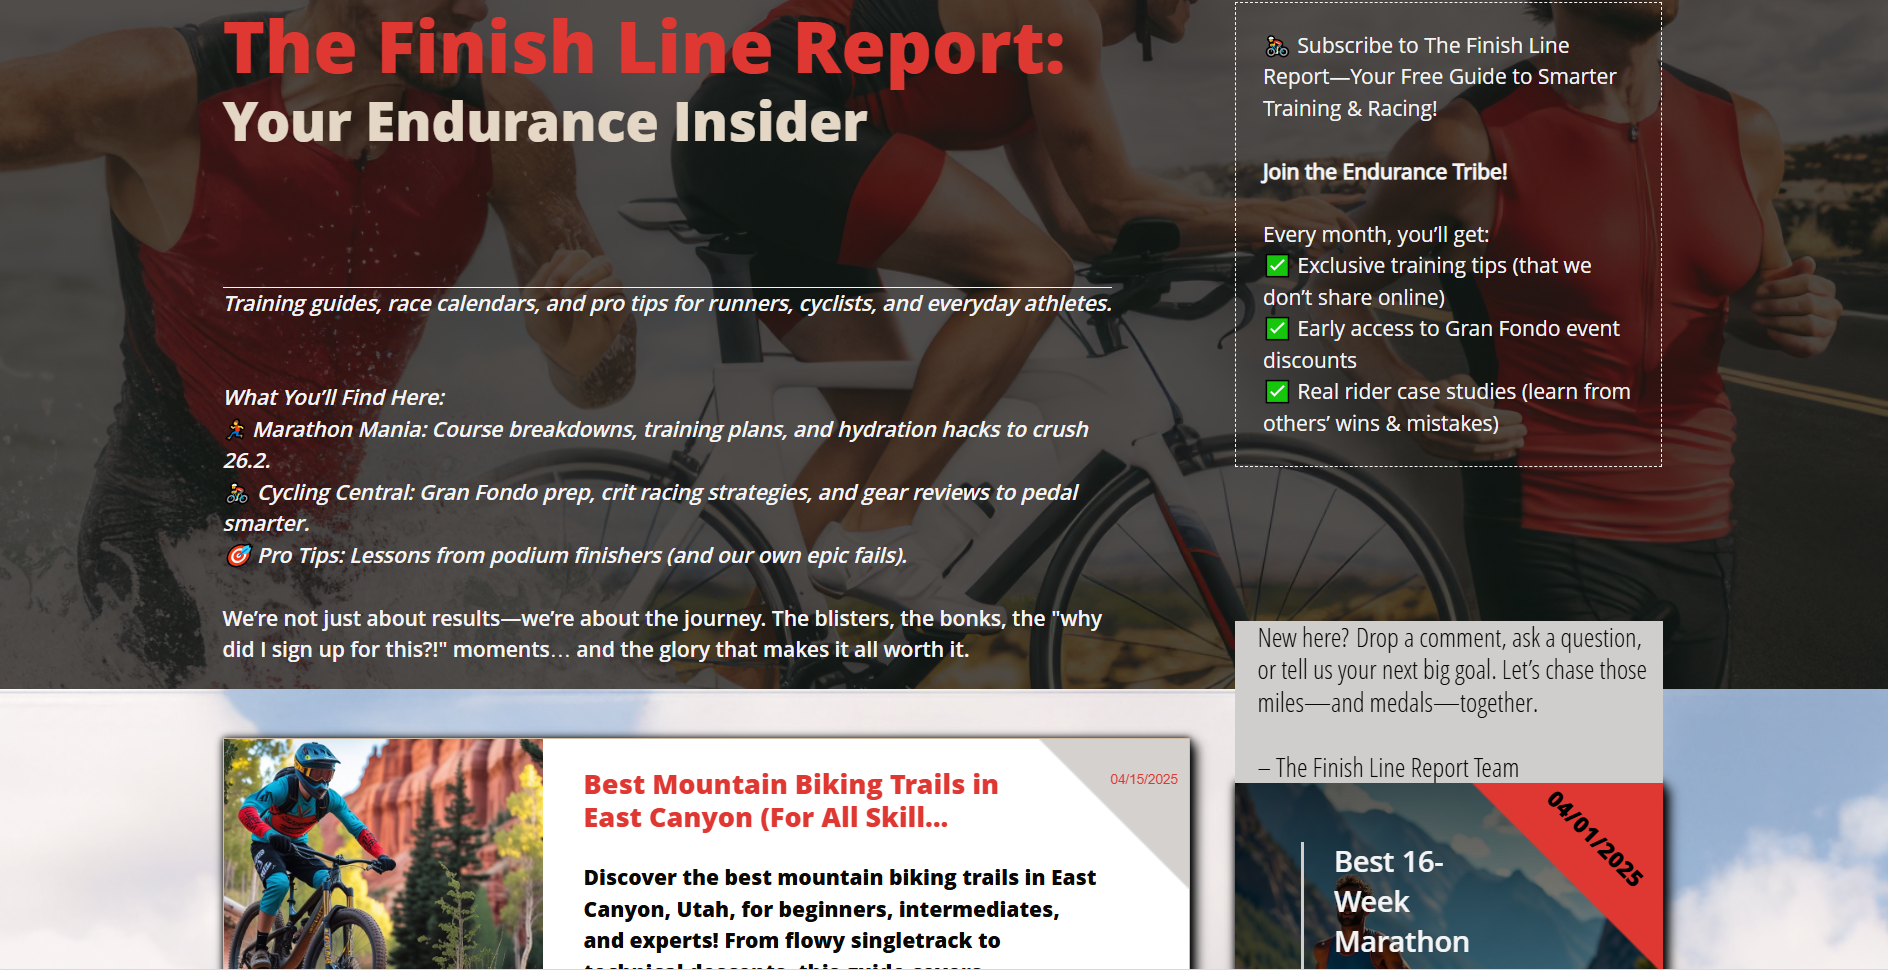 The Finish Line Report:
Your Endurance Insider
Training guides, race calendars, and pro tips for runners, cyclists, and everyday athletes.
What You’ll Find Here:
🏃 Marathon Mania: Course breakdowns, training plans, and hydration hacks to crush
26.2.
🚴 Cycling Central: Gran Fondo prep, crit racing strategies, and gear reviews to pedal
smarter.
🎯 Pro Tips: Lessons from podium finishers (and our own epic fails).
We’re not just about results—we’re about the journey. The blisters, the bonks, the "why
did I sign up for this?!" moments… and the glory that makes it all worth it.
🚴 Subscribe to The Finish Line
Report—Your Free Guide to Smarter
Training & Racing!
Join the Endurance Tribe!
Every month, you’ll get:
✅ Exclusive training tips (that we
don’t share online)
✅ Early access to Gran Fondo event
discounts
✅ Real rider case studies (learn from
others’ wins & mistakes)
New here? Drop a comment, ask a question,
or tell us your next big goal. Let’s chase those
miles—and medals—together.
– The Finish Line Report Team
Best Mountain Biking Trails in
East Canyon (For All Skill...
04/15/2025
Discover the best mountain biking trails in East
Canyon, Utah, for beginners, intermediates,
and experts! From flowy singletrack to
technical descents, this guide covers
04/01/2025
Best 16-
Week
Marathon